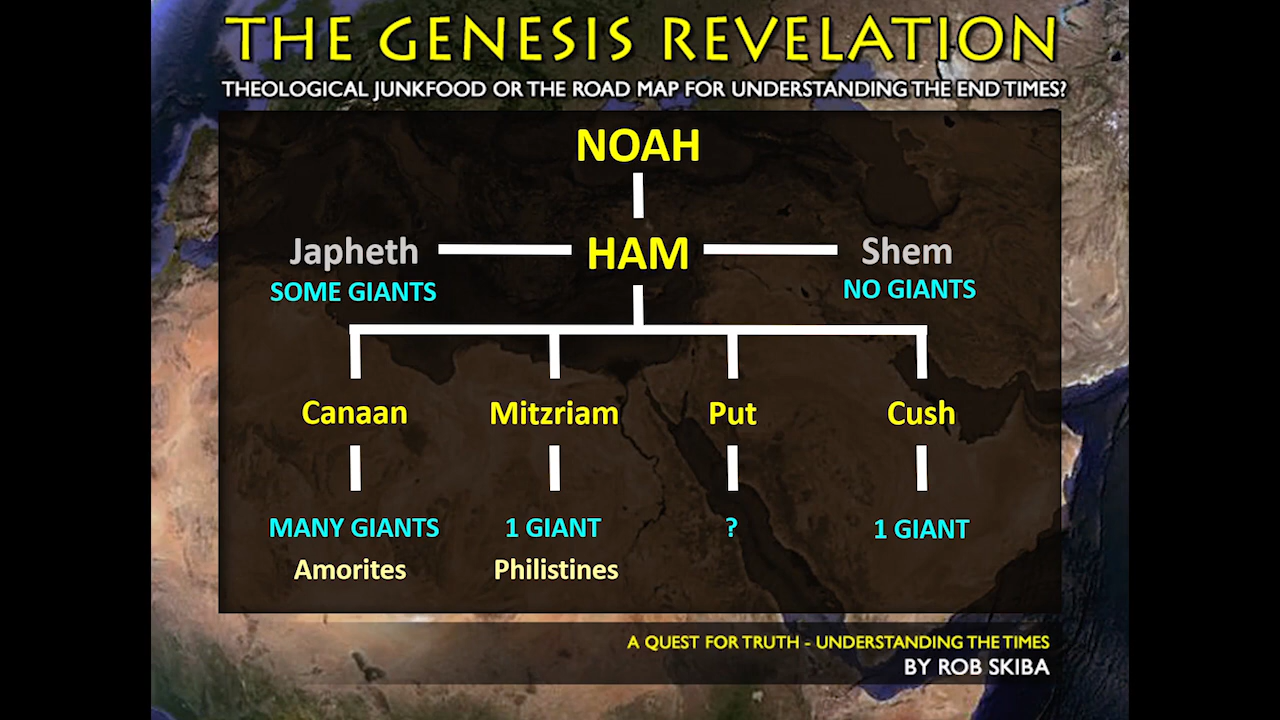 THE GENESIS REVELATION
THEOLOGICAL JUNKFOOD OR THE ROAD MAP FOR UNDERSTANDING THE END TIMES?
NOAH
Japheth HAM Shem
SOME GIANTS NO GIANTS
Canaan Mitzriam Put Cush
MANY GIANTS 1 GIANT ? 1 GIANT
Amorites Philistines
A QUEST FOR TRUTH - UNDERSTANDING THE TIMES
BY ROB SKIBA